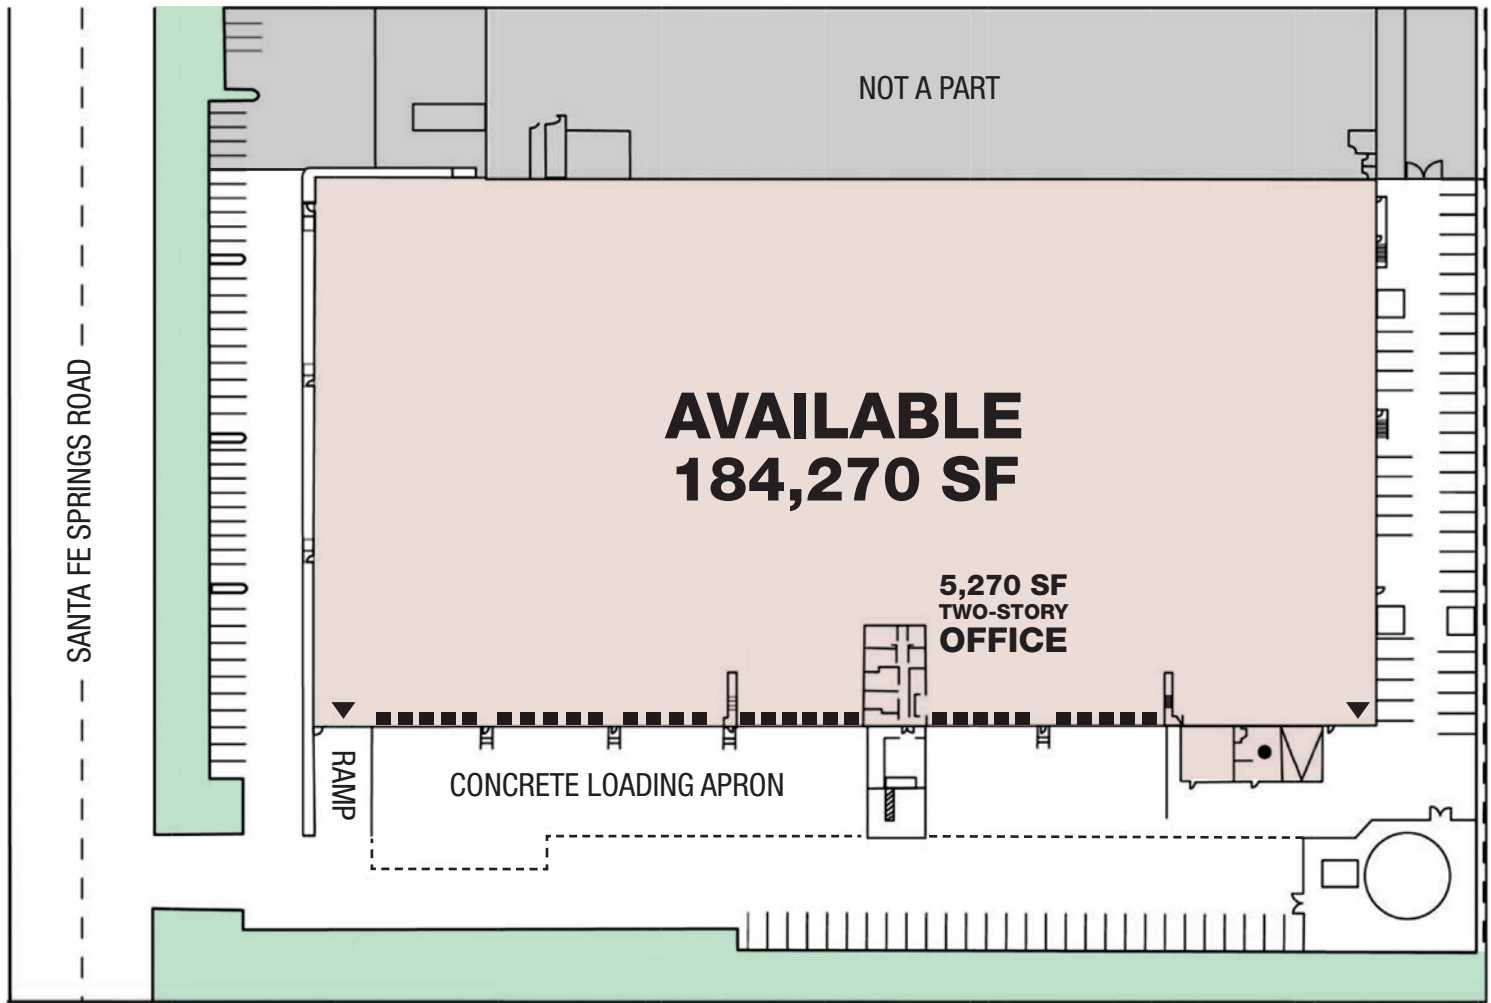 NOT A PART
SANTA FE SPRINGS ROAD
AVAILABLE
184,270 SF
5,270 SF
TWO-STORY
OFFICE
RAMP
CONCRETE LOADING APRON